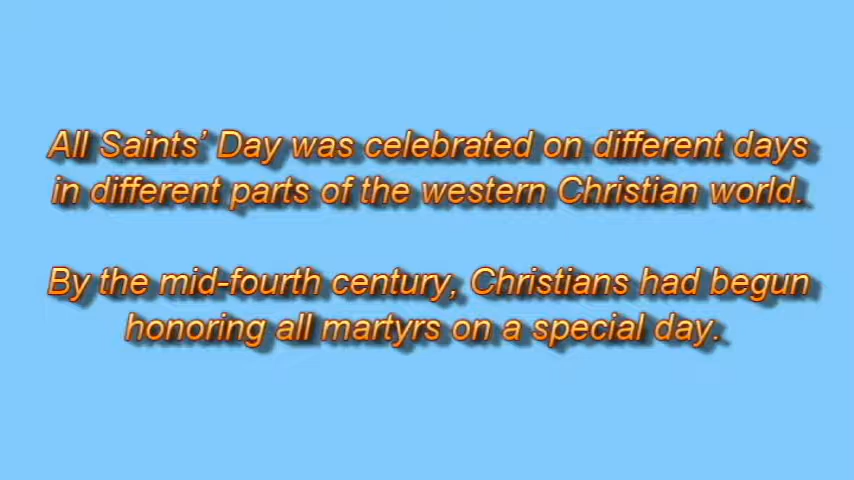 All Saints’ Day was celebrated on different days
in different parts of the western Christian world.
By the mid-fourth century, Christians had begun
honoring all martyrs on a special day.